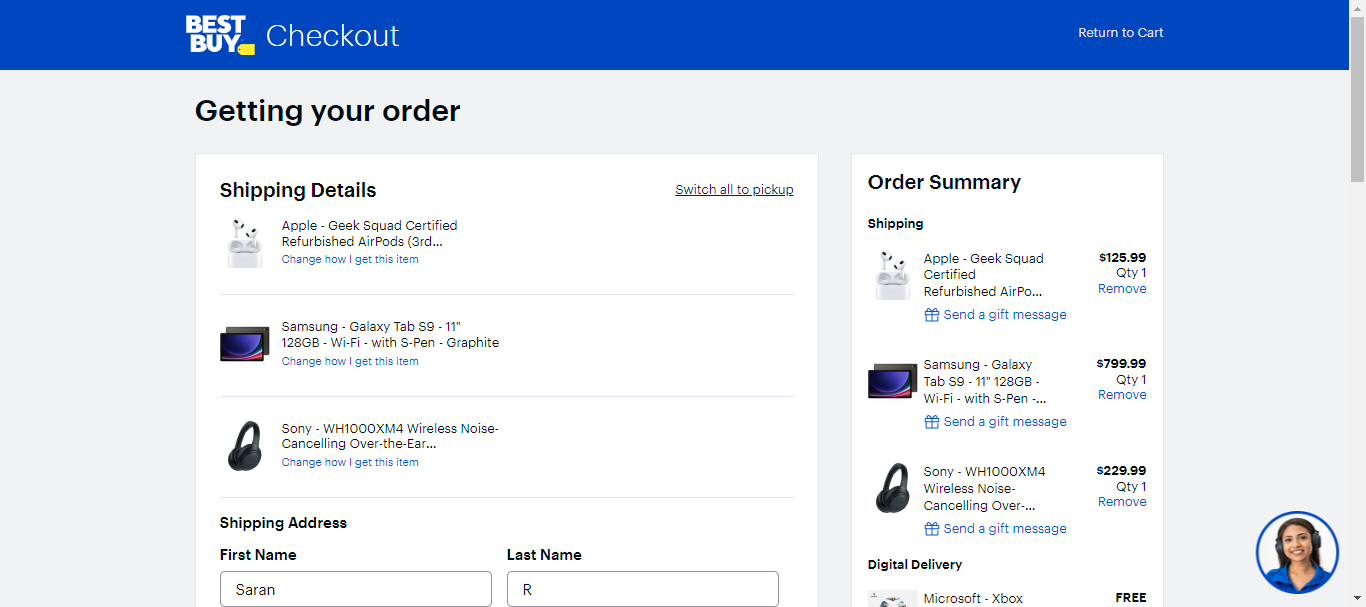 BEST
BUY
Checkout
Return to Cart
Getting your order
Shipping Details
Switch all to pickup
Apple - Geek Squad Certified
Refurbished AirPods (3rd...
Change how I get this item
Samsung - Galaxy Tab S9 - 11"
128GB - Wi-Fi - with S-Pen - Graphite
Change how I get this item
Sony - WH1000XM4 Wireless Noise-
Cancelling Over-the-Ear...
Change how I get this item
Shipping Address
First Name
Last Name
Saran
R
Order Summary
Shipping
Apple - Geek Squad
Certified
Refurbished AirPo...
$125.99
Qty 1
Remove
Send a gift message
Samsung - Galaxy
Tab S9 - 11" 128GB -
Wi-Fi - with S-Pen -...
$799.99
Qty 1
Remove
Send a gift message
Sony - WH1000XM4
Wireless Noise-
Cancelling Over-...
$229.99
Qty 1
Remove
Send a gift message
Digital Delivery
Microsoft - Xbox
FREE